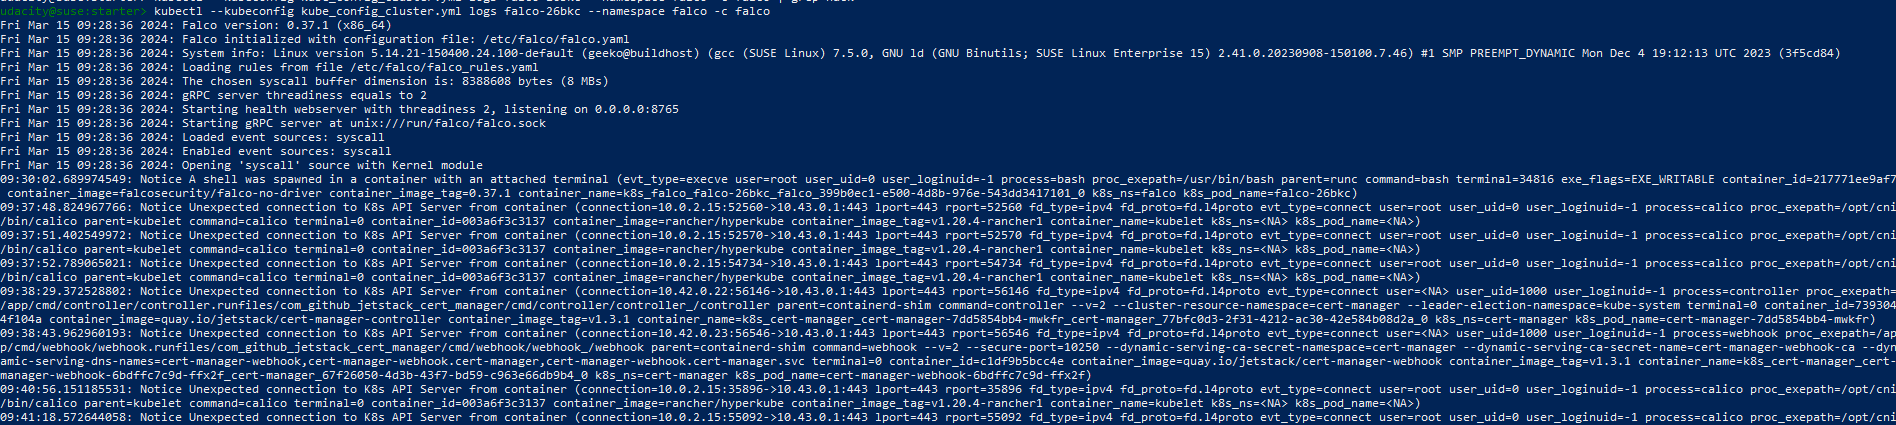 udacity@suse:starter> kubectl --kubeconfig kube_config_cluster.yml logs falco-26bkc --namespace falco -c falco
Fri Mar 15 09:28:36 2024: Falco version: 0.37.1 (x86_64)
Fri Mar 15 09:28:36 2024: Falco initialized with configuration file: /etc/falco/falco.yaml
Fri Mar 15 09:28:36 2024: System info: Linux version 5.14.21-150400.24.100-default (geeko@buildhost) (gcc (SUSE Linux) 7.5.0, GNU ld (GNU Binutils; SUSE Linux Enterprise 15) 2.41.0.20230908-150100.7.46) #1 SMP PREEMPT_DYNAMIC Mon Dec 4 19:12:13 UTC 2023 (3f5cd84)
Fri Mar 15 09:28:36 2024: Loading rules from file /etc/falco/falco_rules.yaml
Fri Mar 15 09:28:36 2024: The chosen syscall buffer dimension is: 8388608 bytes (8 MBs)
Fri Mar 15 09:28:36 2024: gRPC server threadiness equals to 2
Fri Mar 15 09:28:36 2024: Starting health webserver with threadiness 2, listening on 0.0.0.0:8765
Fri Mar 15 09:28:36 2024: Starting gRPC server at unix:///run/falco/falco.sock
Fri Mar 15 09:28:36 2024: Loaded event sources: syscall
Fri Mar 15 09:28:36 2024: Enabled event sources: syscall
Fri Mar 15 09:28:36 2024: Opening 'syscall' source with Kernel module
09:30:02.689974549: Notice A shell was spawned in a container with an attached terminal (evt_type=execve user=root user_uid=0 user_loginuid=-1 process=bash proc_exepath=/usr/bin/bash parent=runc command=bash terminal=34816 exe_flags=EXE_WRITABLE container_id=217771ee9af7
container_image=falcosecurity/falco-no-driver container_image_tag=0.37.1 container_name=k8s_falco_falco-26bkc_falco_399b0ec1-e500-4d8b-976e-543dd3417101_0 k8s_ns=falco k8s_pod_name=falco-26bkc)
09:37:48.824967766: Notice Unexpected connection to K8s API Server from container (connection=10.0.2.15:52560->10.43.0.1:443 lport=443 rport=52560 fd_type=ipv4 fd_proto=fd.l4proto evt_type=connect user=root user_uid=0 user_loginuid=-1 process=calico proc_exepath=/opt/cni
/bin/calico parent=kubelet command=calico terminal=0 container_id=003a6f3c3137 container_image=rancher/hyperkube container_image_tag=v1.20.4-rancher1 container_name=kubelet k8s_ns=<NA> k8s_pod_name=<NA>)
09:37:51.402549972: Notice Unexpected connection to K8s API Server from container (connection=10.0.2.15:52570->10.43.0.1:443 lport=443 rport=52570 fd_type=ipv4 fd_proto=fd.l4proto evt_type=connect user=root user_uid=0 user_loginuid=-1 process=calico proc_exepath=/opt/cni
/bin/calico parent=kubelet command=calico terminal=0 container_id=003a6f3c3137 container_image=rancher/hyperkube container_image_tag=v1.20.4-rancher1 container_name=kubelet k8s_ns=<NA> k8s_pod_name=<NA>)
09:37:52.789065021: Notice Unexpected connection to K8s API Server from container (connection=10.0.2.15:54734->10.43.0.1:443 lport=443 rport=54734 fd_type=ipv4 fd_proto=fd.l4proto evt_type=connect user=root user_uid=0 user_loginuid=-1 process=calico proc_exepath=/opt/cni
/bin/calico parent=kubelet command=calico terminal=0 container_id=003a6f3c3137 container_image=rancher/hyperkube container_image_tag=v1.20.4-rancher1 container_name=kubelet k8s_ns=<NA> k8s_pod_name=<NA>)
09:38:29.372528802: Notice Unexpected connection to K8s API Server from container (connection=10.42.0.22:56146->10.43.0.1:443 lport=443 rport=56146 fd_type=ipv4 fd_proto=fd.l4proto evt_type=connect user=<NA> user_uid=1000 user_loginuid=-1 process=controller proc_exepath=
/app/cmd/controller/controller.runfiles/com_github_jetstack_cert_manager/cmd/controller/controller_/controller parent=containerd-shim command=controller --v=2 --cluster-resource-namespace=cert-manager --leader-election-namespace=kube-system terminal=0 container_id=739304
4f104a container_image=quay.io/jetstack/cert-manager-controller container_image_tag=v1.3.1 container_name=k8s_cert-manager_cert-manager-7dd5854bb4-mwkfr_cert-manager_77bfc0d3-2f31-4212-ac30-42e584b08d2a_0 k8s_ns=cert-manager k8s_pod_name=cert-manager-7dd5854bb4-mwkfr)
09:38:43.962960193: Notice Unexpected connection to K8s API Server from container (connection=10.42.0.23:56546->10.43.0.1:443 lport=443 rport=56546 fd_type=ipv4 fd_proto=fd.l4proto evt_type=connect user=<NA> user_uid=1000 user_loginuid=-1 process=webhook proc_exepath=/ap
p/cmd/webhook/webhook.runfiles/com_github_jetstack_cert_manager/cmd/webhook/webhook_/webhook parent=containerd-shim command=webhook --v=2 --secure-port=10250 --dynamic-serving-ca-secret-namespace=cert-manager --dynamic-serving-ca-secret-name=cert-manager-webhook-ca --dyn
amic-serving-dns-names=cert-manager-webhook,cert-manager-webhook.cert-manager,cert-manager-webhook.cert-manager.svc terminal=0 container_id=c1df9b5bcc4e container_image=quay.io/jetstack/cert-manager-webhook container_image_tag=v1.3.1 container_name=k8s_cert-manager_cert-
manager-webhook-6bdffc7c9d-ffx2f_cert-manager_67f26050-4d3b-43f7-bd59-c963e66db9b4_0 k8s_ns=cert-manager k8s_pod_name=cert-manager-webhook-6bdffc7c9d-ffx2f)
09:40:56.151185531: Notice Unexpected connection to K8s API Server from container (connection=10.0.2.15:35896->10.43.0.1:443 lport=443 rport=35896 fd_type=ipv4 fd_proto=fd.l4proto evt_type=connect user=root user_uid=0 user_loginuid=-1 process=calico proc_exepath=/opt/cni
/bin/calico parent=kubelet command=calico terminal=0 container_id=003a6f3c3137 container_image=rancher/hyperkube container_image_tag=v1.20.4-rancher1 container_name=kubelet k8s_ns=<NA> k8s_pod_name=<NA>)
09:41:18.572644058: Notice Unexpected connection to K8s API Server from container (connection=10.0.2.15:55092->10.43.0.1:443 lport=443 rport=55092 fd_type=ipv4 fd_proto=fd.l4proto evt_type=connect user=root user_uid=0 user_loginuid=-1 process=calico proc_exepath=/opt/cni